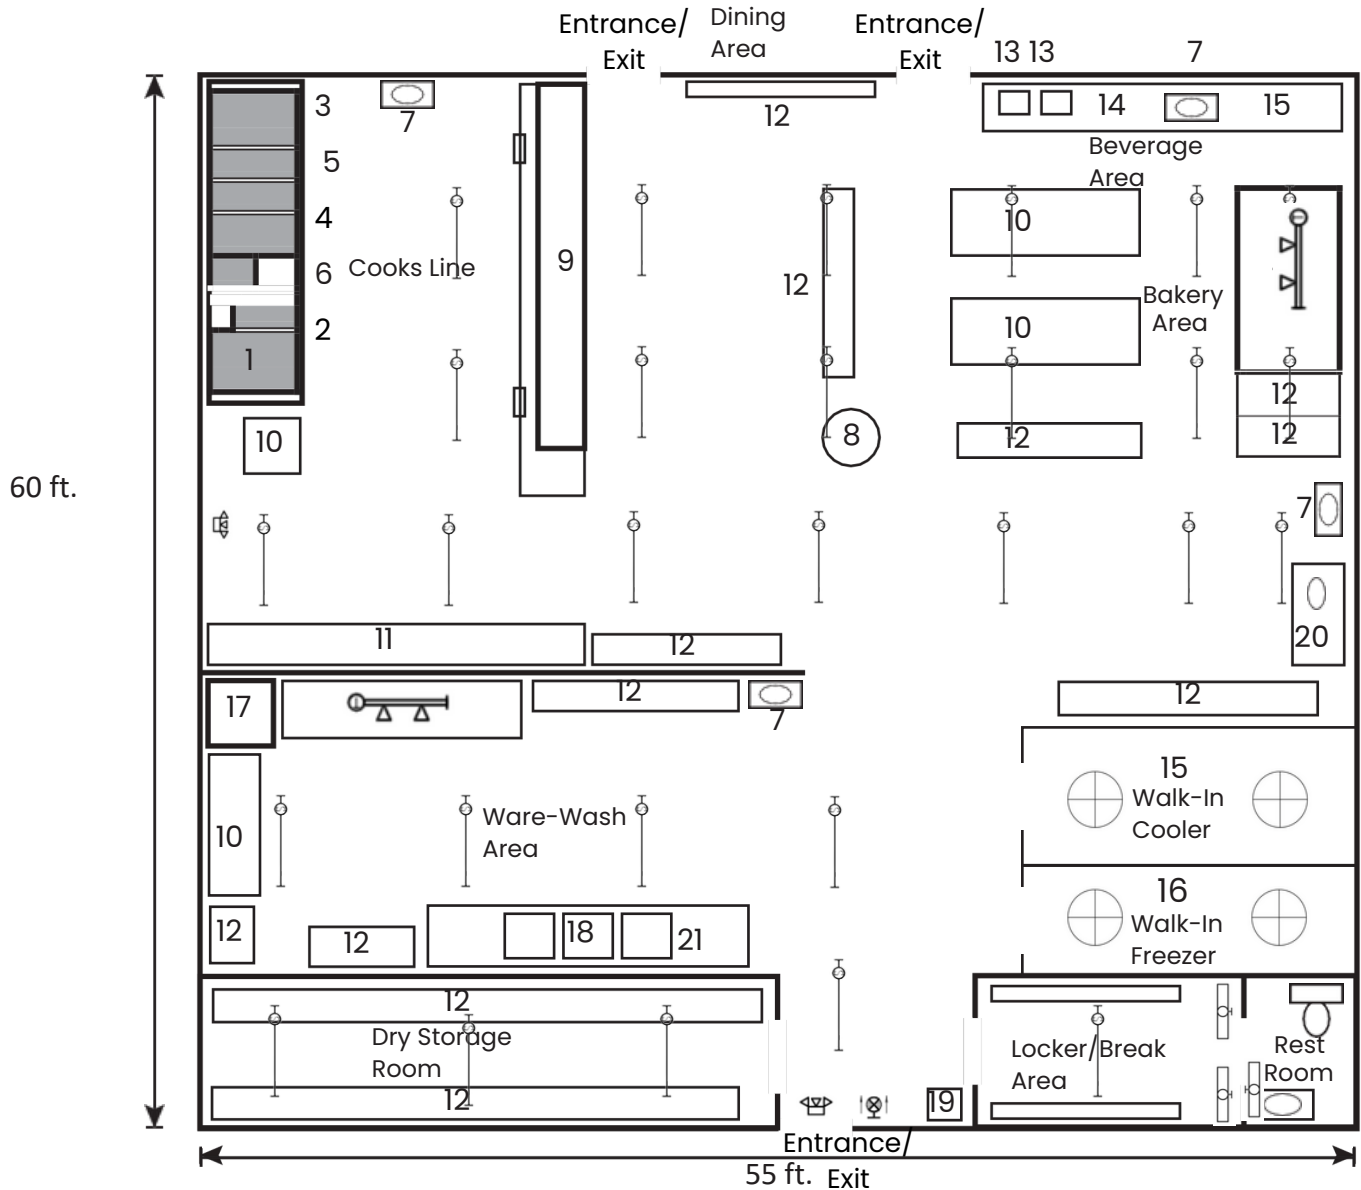 Entrance/
Exit
Dining
Area
Entrance/
Exit
13 13
7
3
7
12
14
15
5
Beverage
Area
4
10
6
Cooks Line
9
12
2
10
Bakery
Area
1
12
10
8
12
12
60 ft.
7
11
12
20
17
12
7
12
15
Walk-In
Cooler
Ware-Wash
Area
10
16
Walk-In
Freezer
12
12
18
21
12
Dry Storage
Room
12
Locker/Break
Area
Rest
Room
19
Entrance/
Exit
55 ft.